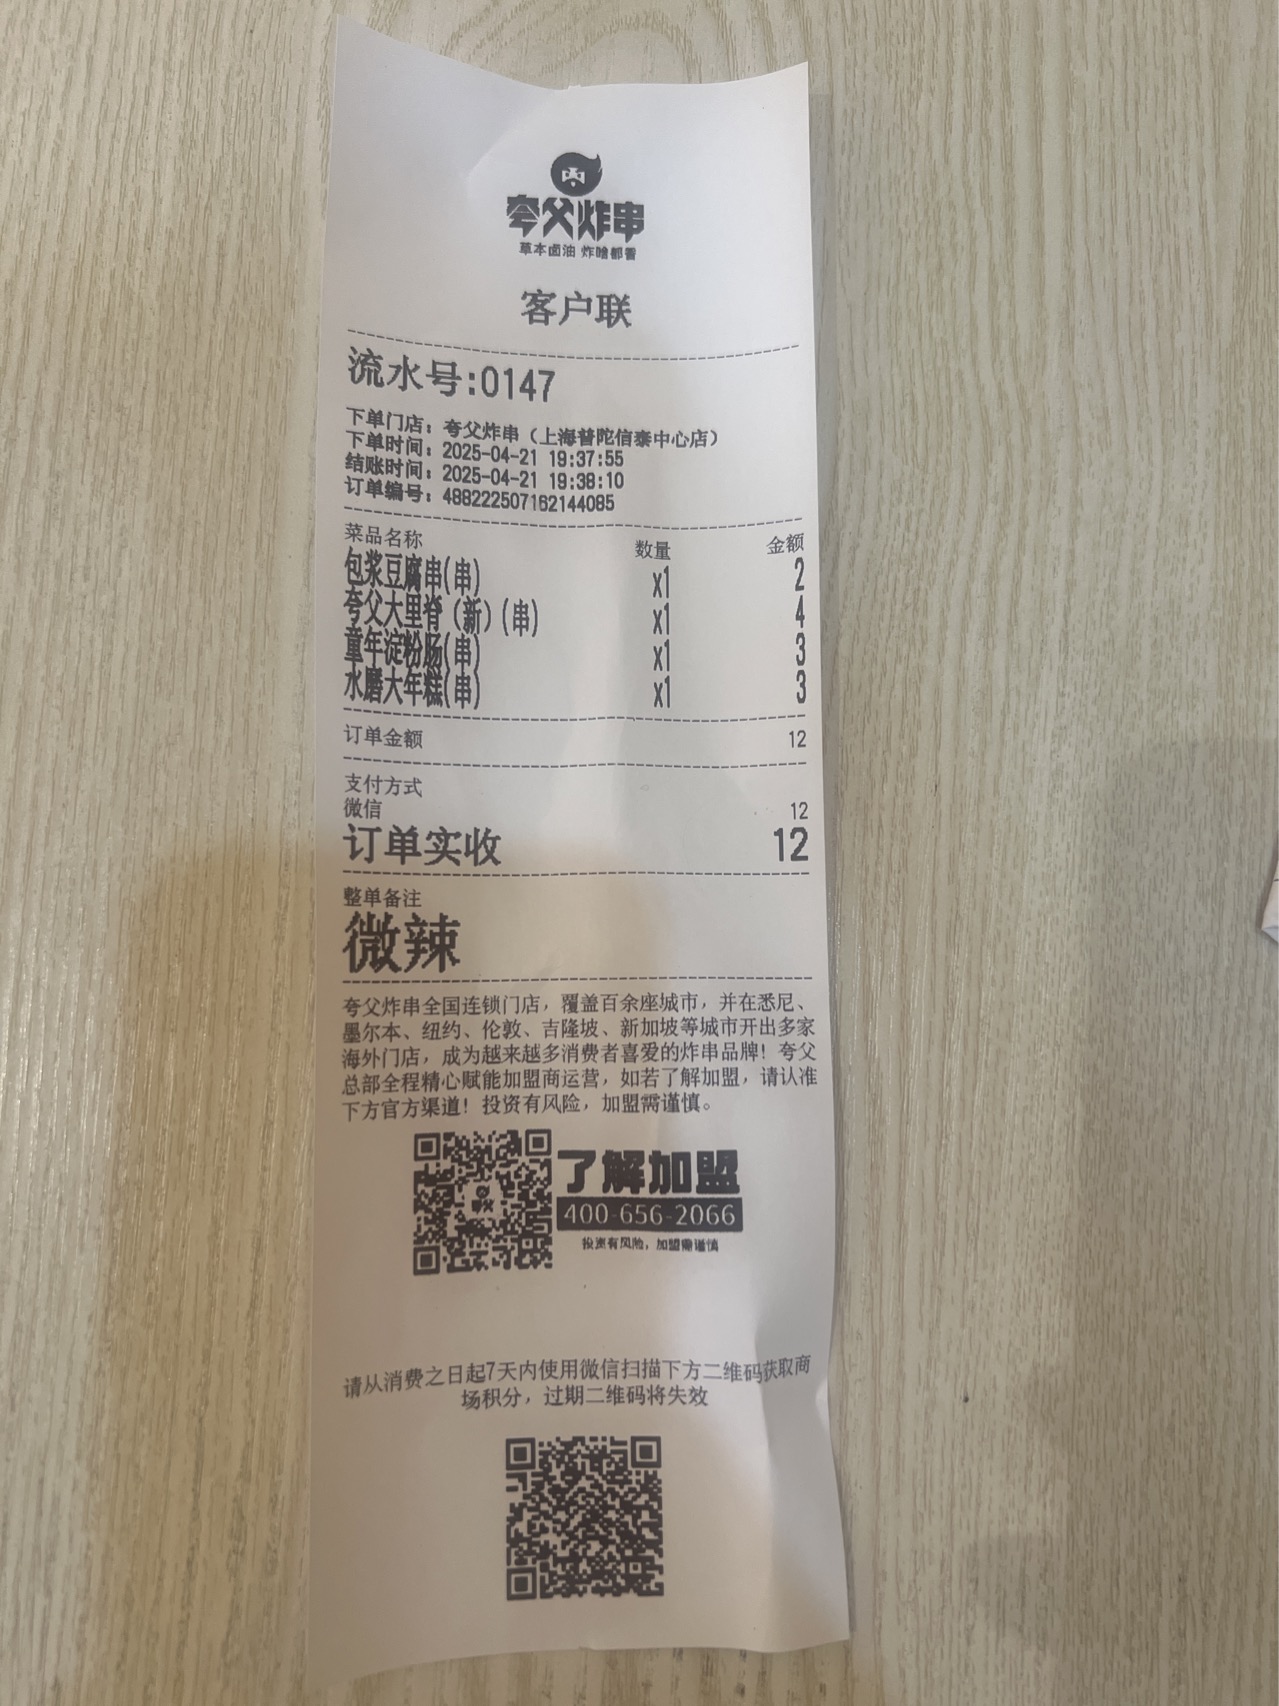 夸父炸串
草本卤油 炸啥都香
客户联
流水号:0147
下单门店：夸父炸串（上海普陀信泰中心店）
下单时间：2025-04-21 19:37:55
结账时间：2025-04-21 19:38:10
订单编号：488222507162144085
菜品名称 数量 金额
包浆豆腐串(串) x1 2
夸父大里脊（新）(串) x1 4
童年淀粉肠(串) x1 3
水磨大年糕(串) x1 3
订单金额 12
支付方式
微信 12
订单实收 12
整单备注
微辣
夸父炸串全国连锁门店，覆盖百余座城市，并在悉尼、
墨尔本、纽约、伦敦、吉隆坡、新加坡等城市开出多家
海外门店，成为越来越多消费者喜爱的炸串品牌！夸父
总部全程精心赋能加盟商运营，如若了解加盟，请认准
下方官方渠道！投资有风险，加盟需谨慎。
了解加盟
400-656-2066
投资有风险，加盟需谨慎
请从消费之日起7天内使用微信扫描下方二维码获取商
场积分，过期二维码将失效